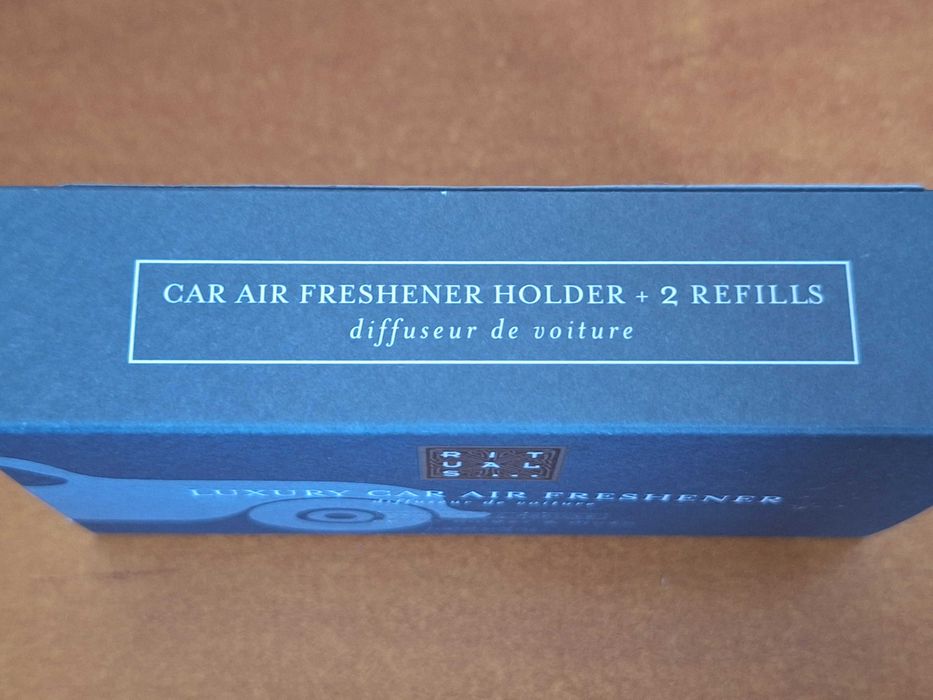 CAR AIR FRESHENER HOLDER + 2 REFILLS
diffuseur de voiture
RIT
UAL
S...
LUXURY CAR AIR FRESHENER
diffuseur de voiture